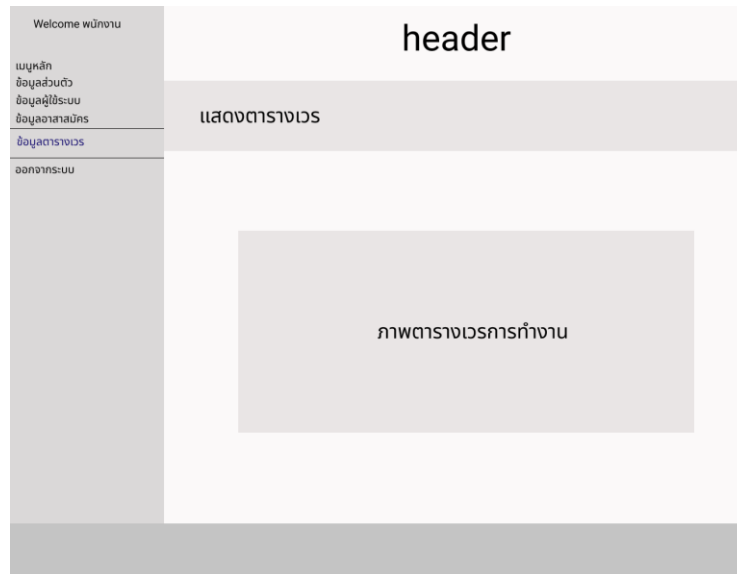 Welcome พนักงาน
เมนูหลัก
ข้อมูลส่วนตัว
ข้อมูลผู้ใช้ระบบ
ข้อมูลอาสาสมัคร
ข้อมูลตารางเวร
ออกจากระบบ
header
แสดงตารางเวร
ภาพตารางเวรการทำงาน